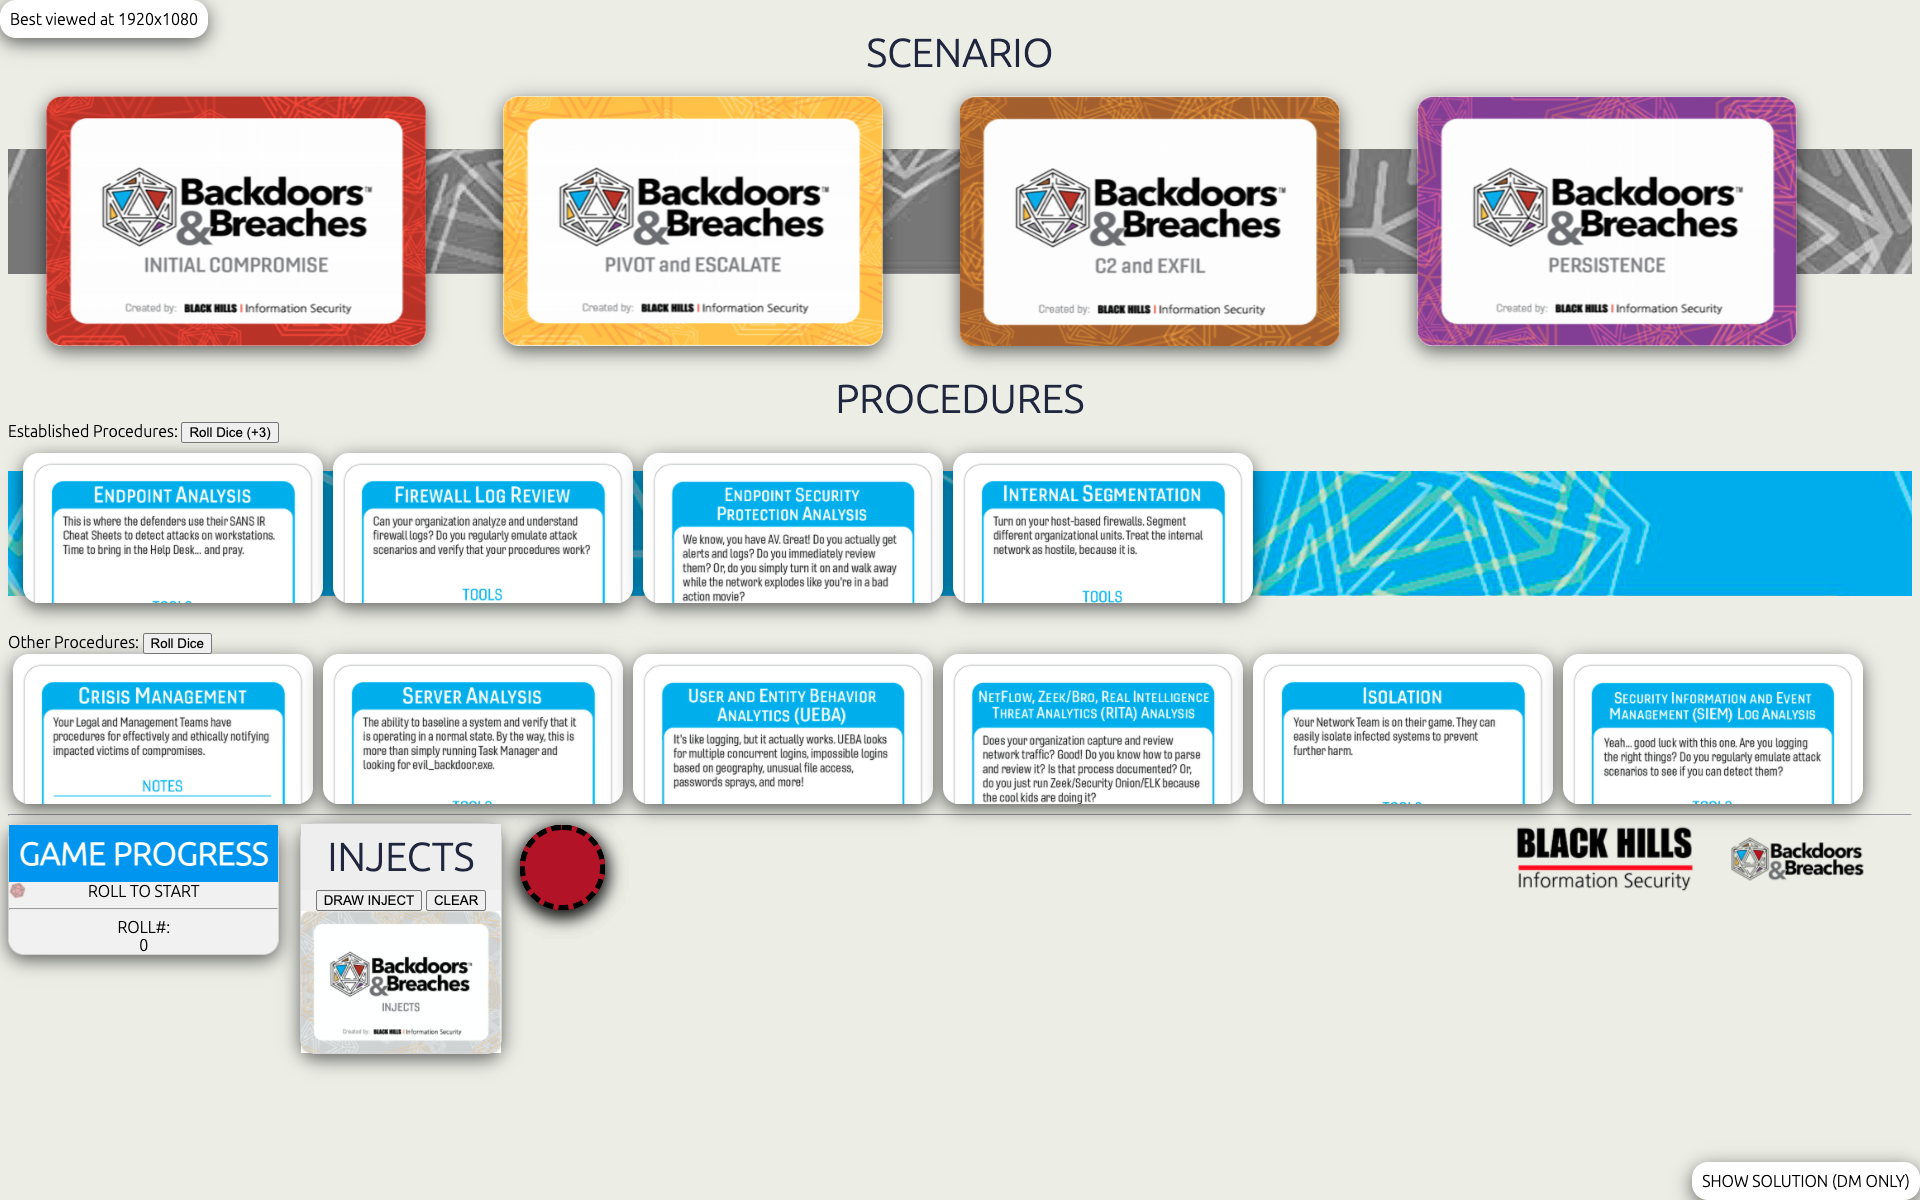 Best viewed at 1920x1080
SCENARIO
Backdoors™
&Breaches
INITIAL COMPROMISE
Created by: BLACK HILLS | Information Security
Backdoors™
&Breaches
PIVOT and ESCALATE
Created by: BLACK HILLS | Information Security
Backdoors™
&Breaches
C2 and EXFIL
Created by: BLACK HILLS | Information Security
Backdoors™
&Breaches
PERSISTENCE
Created by: BLACK HILLS | Information Security
PROCEDURES
Established Procedures: Roll Dice (+3)
ENDPOINT ANALYSIS
This is where the defenders use their SANS IR
Cheat Sheets to detect attacks on workstations.
Time to bring in the Help Desk... and pray.
TOOLS
FIREWALL LOG REVIEW
Can your organization analyze and understand
firewall logs? Do you regularly emulate attack
scenarios and verify that your procedures work?
TOOLS
ENDPOINT SECURITY
PROTECTION ANALYSIS
We know, you have AV. Great! Do you actually get
alerts and logs? Do you immediately review
them? Or, do you simply turn it on and walk away
while the network explodes like you're in a bad
action movie?
INTERNAL SEGMENTATION
Turn on your host-based firewalls. Segment
different organizational units. Treat the internal
network as hostile, because it is.
TOOLS
Other Procedures: Roll Dice
CRISIS MANAGEMENT
Your Legal and Management Teams have
procedures for effectively and ethically notifying
impacted victims of compromises.
NOTES
SERVER ANALYSIS
The ability to baseline a system and verify that it
is operating in a normal state. By the way, this is
more than simply running Task Manager and
looking for evil_backdoor.exe.
TOOLS
USER AND ENTITY BEHAVIOR
ANALYTICS (UEBA)
It's like logging, but it actually works. UEBA looks
for multiple concurrent logins, impossible logins
based on geography, unusual file access,
passwords sprays, and more!
NETFLOW, ZEEK/BRO, REAL INTELLIGENCE
THREAT ANALYTICS (RITA) ANALYSIS
Does your organization capture and review
network traffic? Good! Do you know how to parse
and review it? Is that process documented? Or,
do you just run Zeek/Security Onion/ELK because
the cool kids are doing it?
ISOLATION
Your Network Team is on their game. They can
easily isolate infected systems to prevent
further harm.
TOOLS
SECURITY INFORMATION AND EVENT
MANAGEMENT (SIEM) LOG ANALYSIS
Yeah... good luck with this one. Are you logging
the right things? Do you regularly emulate attack
scenarios to see if you can detect them?
TOOLS
GAME PROGRESS
ROLL TO START
ROLL#:
0
INJECTS
DRAW INJECT CLEAR
Backdoors™
&Breaches
INJECTS
Created by: BLACK HILLS | Information Security
BLACK HILLS
Information Security
Backdoors
&Breaches
SHOW SOLUTION (DM ONLY)